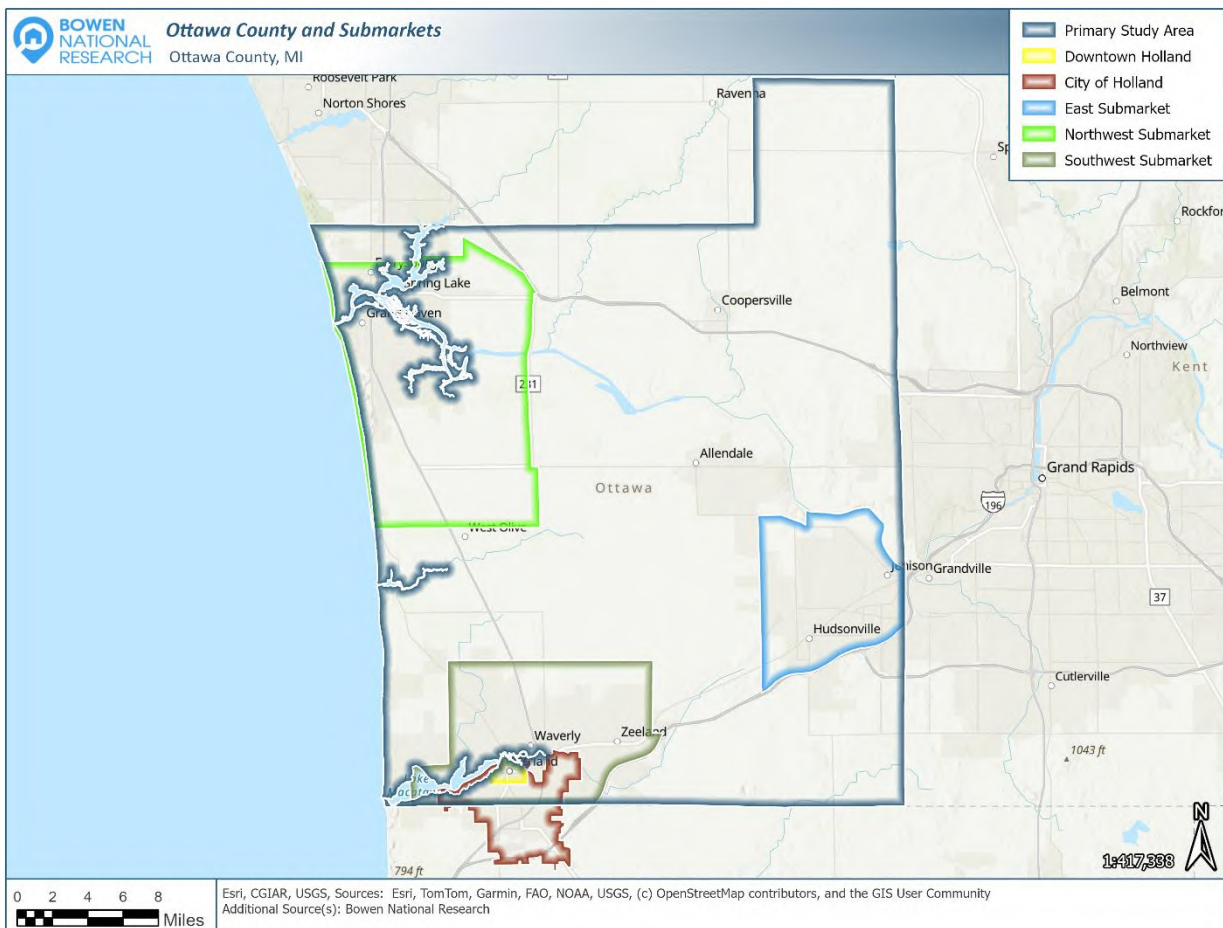 BOWEN
NATIONAL
RESEARCH
Ottawa County and Submarkets
Ottawa County, MI
Primary Study Area
Downtown Holland
City of Holland
East Submarket
Northwest Submarket
Southwest Submarket
Roosevelt Park
Norton Shores
Ravenna
Rockfor
Spring Lake
Coopersville
Belmont
Northview
Kent
231
Allendale
Grand Rapids
Ottawa
196
West Olive
Jenison
Grandville
37
Hudsonville
Cutlerville
Waverly
Zeeland
1043 ft
794 ft
N
1:417,338
0 2 4 6 8
Miles
Esri, CGIAR, USGS, Sources: Esri, TomTom, Garmin, FAO, NOAA, USGS, (c) OpenStreetMap contributors, and the GIS User Community
Additional Source(s): Bowen National Research